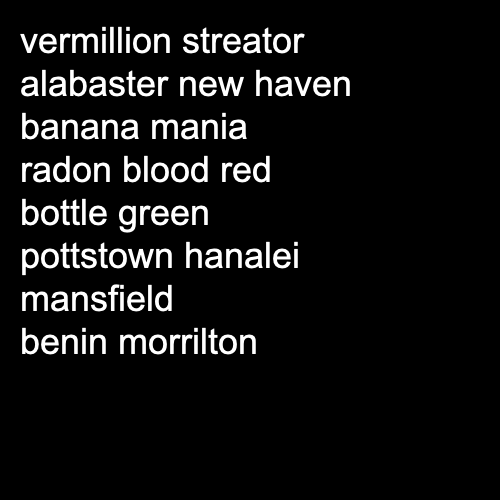 vermillion streator
alabaster new haven
banana mania
radon blood red
bottle green
pottstown hanalei
mansfield
benin morrilton